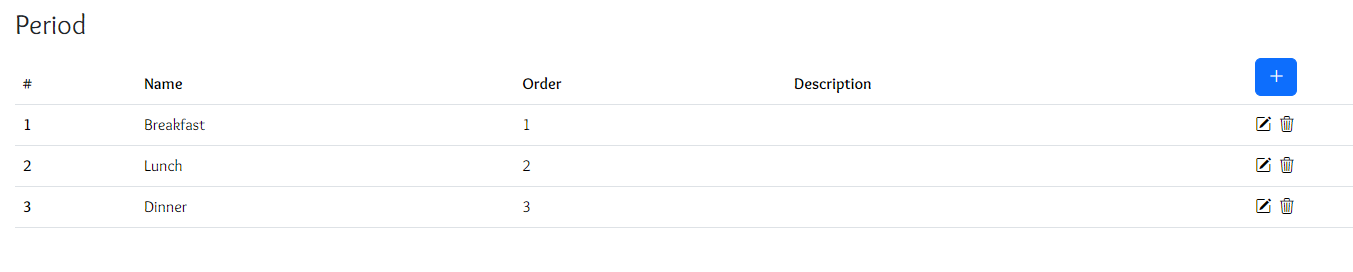 Period
# Name Order Description +
1 Breakfast 1
2 Lunch 2
3 Dinner 3